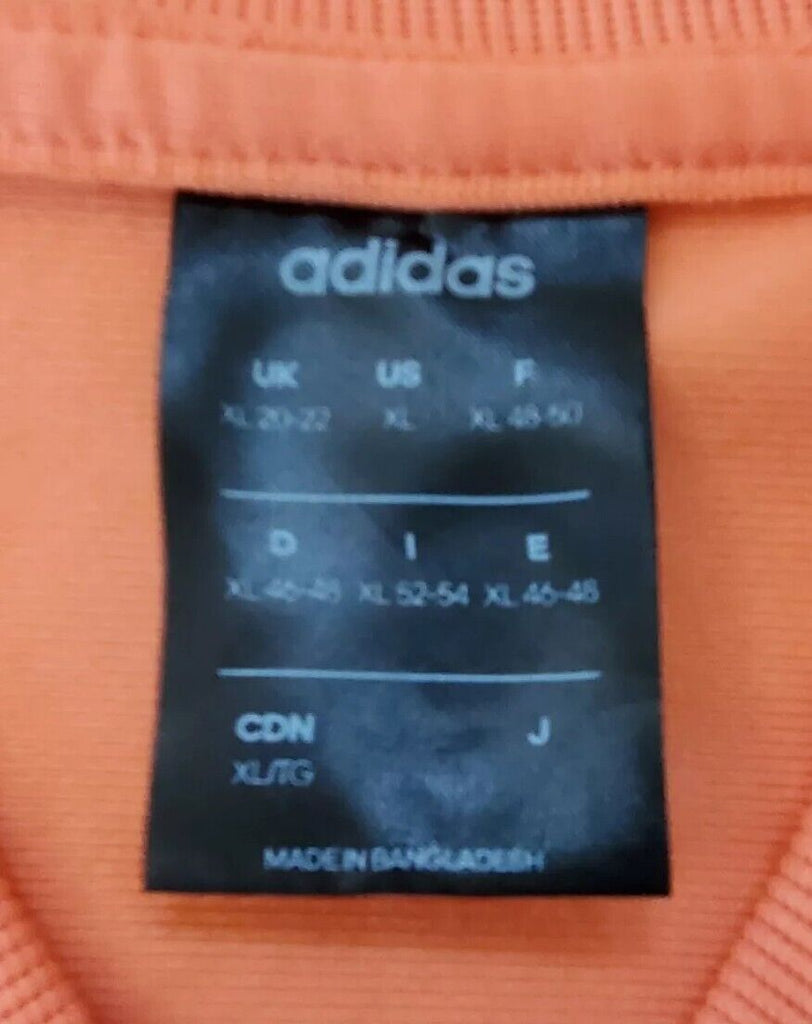 adidas
UK US F
XL 20-22 XL XL 48-50
D I E
XL 46-48 XL 52-54 XL 46-48
CDN J
XL/TG
MADE IN BANGLADESH